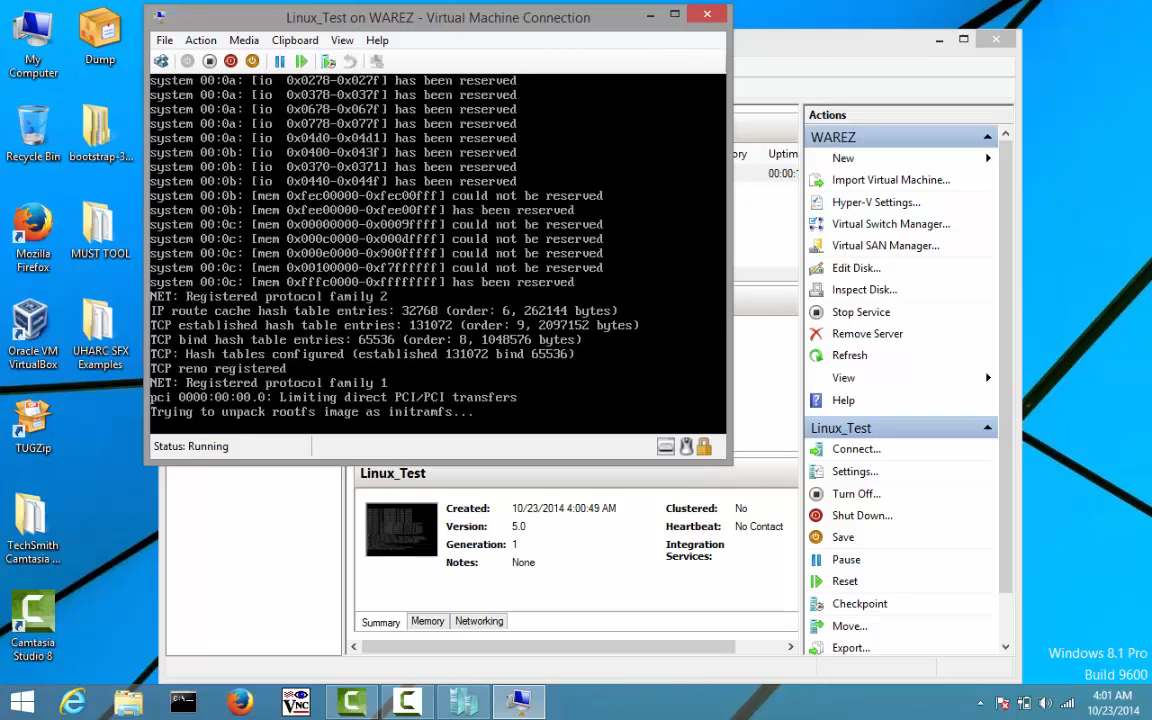 My Computer
Dump
Recycle Bin
bootstrap-3...
Mozilla Firefox
MUST TOOL
Oracle VM VirtualBox
UHARC SFX Examples
TUGZip
TechSmith Camtasia ...
Camtasia Studio 8
Linux_Test on WAREZ - Virtual Machine Connection
File Action Media Clipboard View Help
system 00:0a: [io 0x0278-0x027f] has been reserved
system 00:0a: [io 0x0378-0x037f] has been reserved
system 00:0a: [io 0x0678-0x067f] has been reserved
system 00:0a: [io 0x0778-0x077f] has been reserved
system 00:0a: [io 0x04d0-0x04d1] has been reserved
system 00:0b: [io 0x0400-0x043f] has been reserved
system 00:0b: [io 0x0370-0x0371] has been reserved
system 00:0b: [io 0x0440-0x044f] has been reserved
system 00:0b: [mem 0xfec00000-0xfec00fff] could not be reserved
system 00:0b: [mem 0xfee00000-0xfee00fff] has been reserved
system 00:0c: [mem 0x00000000-0x0009ffff] could not be reserved
system 00:0c: [mem 0x000c0000-0x000dffff] could not be reserved
system 00:0c: [mem 0x000e0000-0x900fffff] could not be reserved
system 00:0c: [mem 0x00100000-0xf7ffffff] could not be reserved
system 00:0c: [mem 0xfffc0000-0xffffffff] has been reserved
NET: Registered protocol family 2
IP route cache hash table entries: 32768 (order: 6, 262144 bytes)
TCP established hash table entries: 131072 (order: 9, 2097152 bytes)
TCP bind hash table entries: 65536 (order: 8, 1048576 bytes)
TCP: Hash tables configured (established 131072 bind 65536)
TCP reno registered
NET: Registered protocol family 1
pci 0000:00:00.0: Limiting direct PCI/PCI transfers
Trying to unpack rootfs image as initramfs...
Status: Running
ory Uptim
00:00:
Linux_Test
Created: 10/23/2014 4:00:49 AM Clustered: No
Version: 5.0 Heartbeat: No Contact
Generation: 1 Integration Services:
Notes: None
Summary Memory Networking
Actions
WAREZ
New
Import Virtual Machine...
Hyper-V Settings...
Virtual Switch Manager...
Virtual SAN Manager...
Edit Disk...
Inspect Disk...
Stop Service
Remove Server
Refresh
View
Help
Linux_Test
Connect...
Settings...
Turn Off...
Shut Down...
Save
Pause
Reset
Checkpoint
Move...
Export...
Windows 8.1 Pro
Build 9600
VNC
4:01 AM
10/23/2014